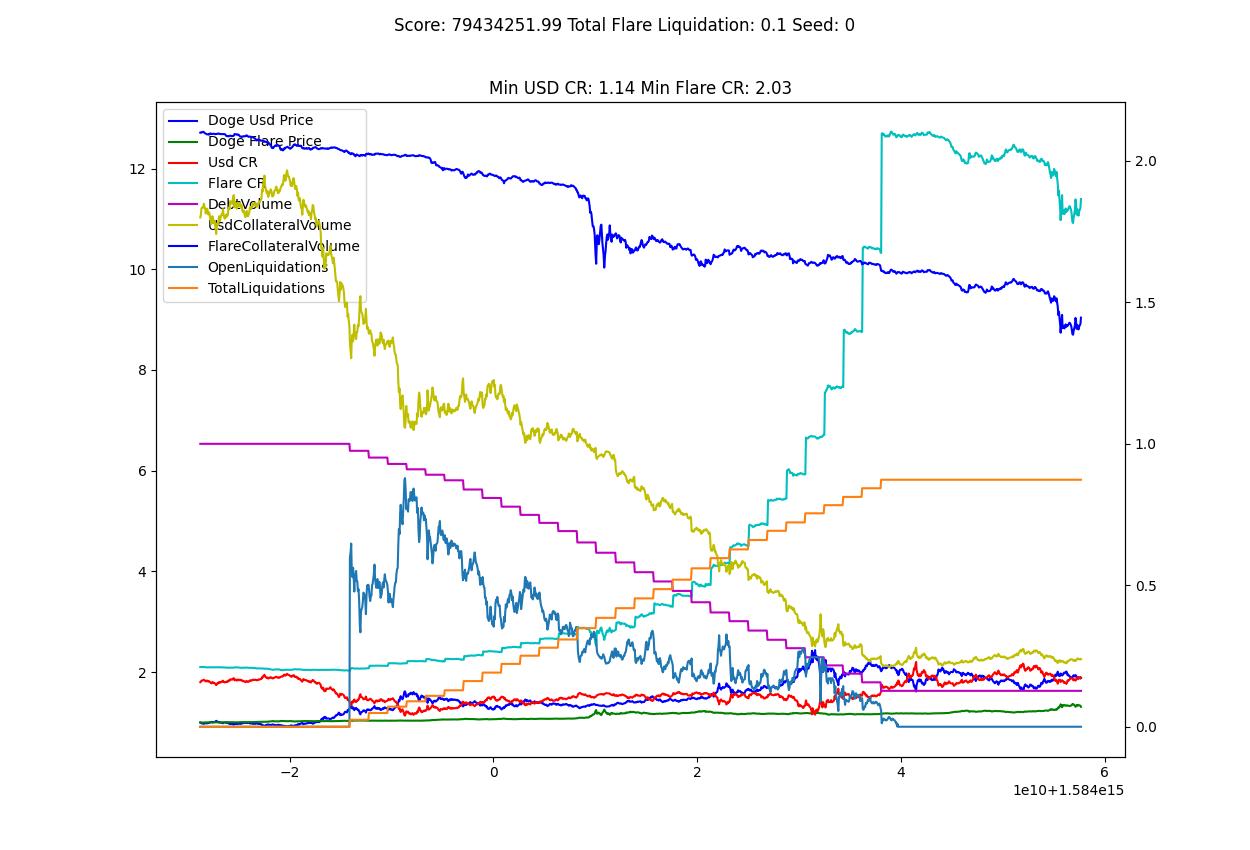 Score: 79434251.99 Total Flare Liquidation: 0.1 Seed: 0
Min USD CR: 1.14 Min Flare CR: 2.03
Doge Usd Price
Doge Flare Price
Usd CR
Flare CR
DebtVolume
UsdCollateralVolume
FlareCollateralVolume
OpenLiquidations
TotalLiquidations
12
10
8
6
4
2
2.0
1.5
1.0
0.5
0.0
−2
0
2
4
6
1e10+1.584e15